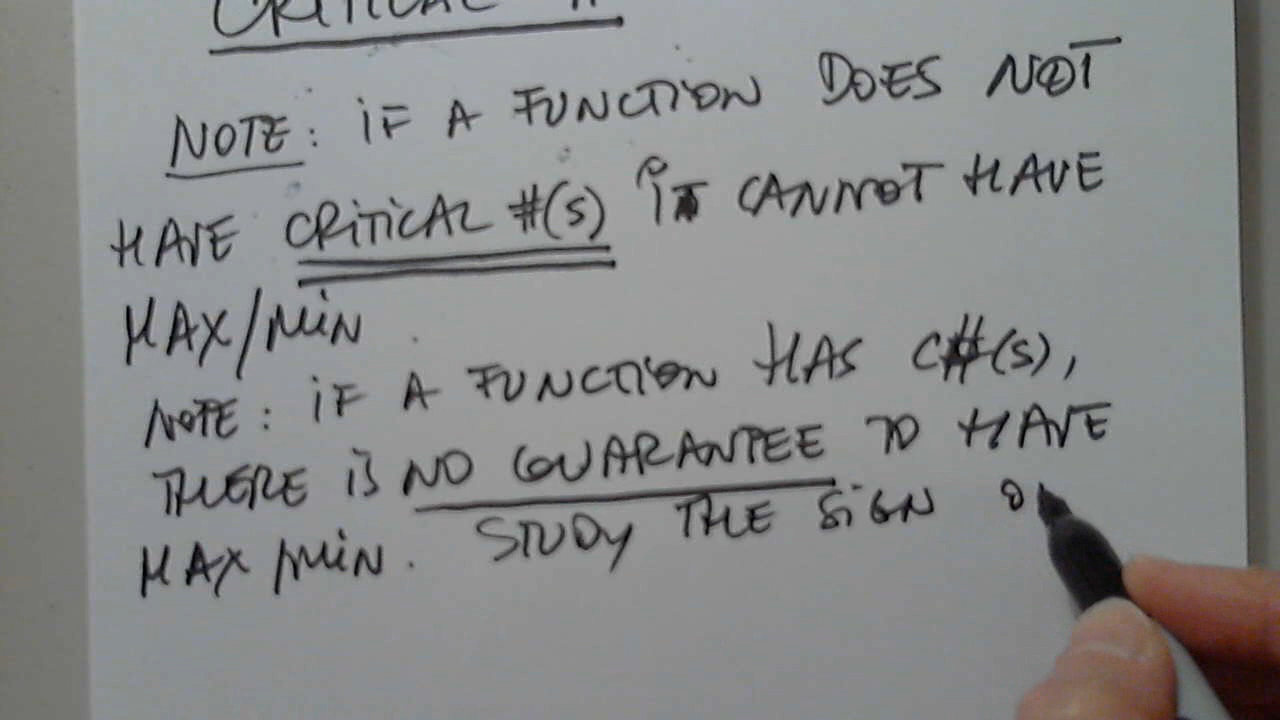 CRITICAL #
NOTE: IF A FUNCTION DOES NOT
HAVE CRITICAL #(S) IT CANNOT HAVE
MAX/MIN.
NOTE: IF A FUNCTION HAS C#(S),
THERE IS NO GUARANTEE TO HAVE
MAX/MIN. STUDY THE SIGN